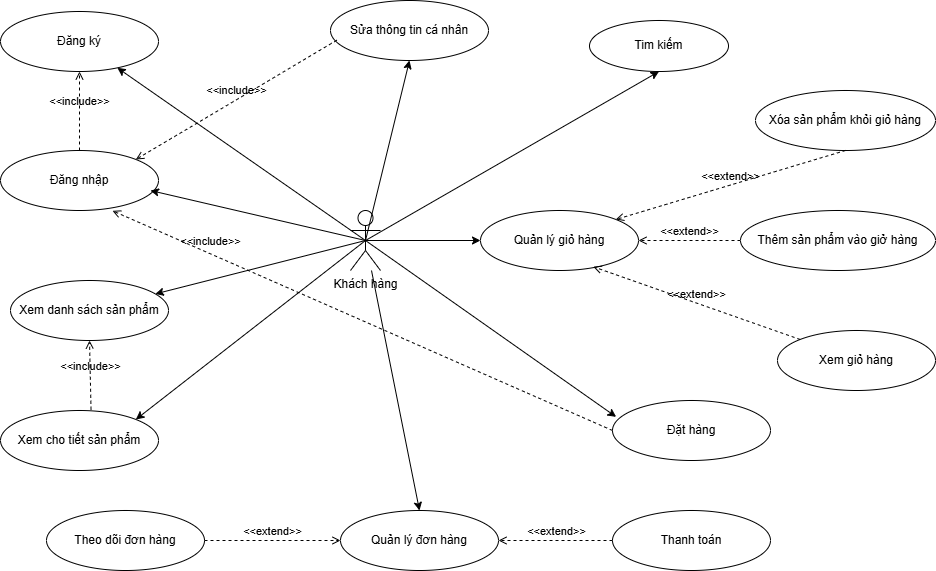 Đăng ký
Sửa thông tin cá nhân
Tìm kiếm
<<include>>
<<include>>
Xóa sản phẩm khỏi giỏ hàng
Đăng nhập
<<extend>>
<<include>>
Quản lý giỏ hàng
<<extend>>
Thêm sản phẩm vào giở hàng
Khách hàng
Xem danh sách sản phẩm
<<extend>>
<<include>>
Xem giỏ hàng
Xem cho tiết sản phẩm
Đặt hàng
Theo dõi đơn hàng
<<extend>>
Quản lý đơn hàng
<<extend>>
Thanh toán